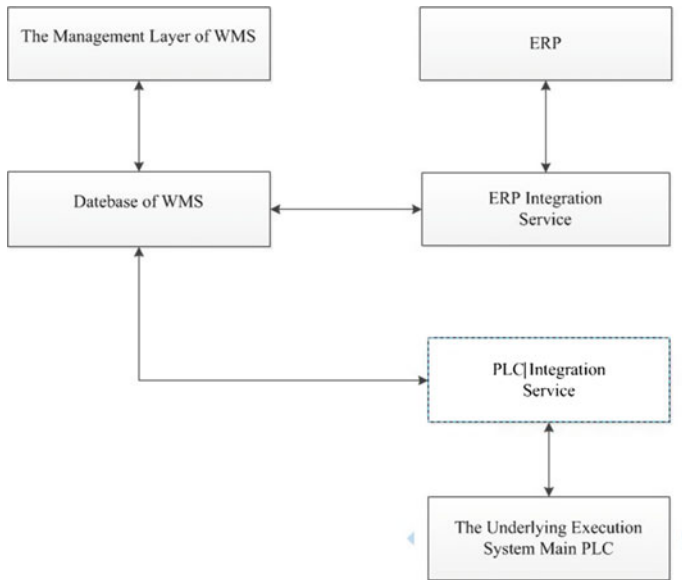 The Management Layer of WMS
ERP
Datebase of WMS
ERP Integration
Service
PLC Integration
Service
The Underlying Execution
System Main PLC